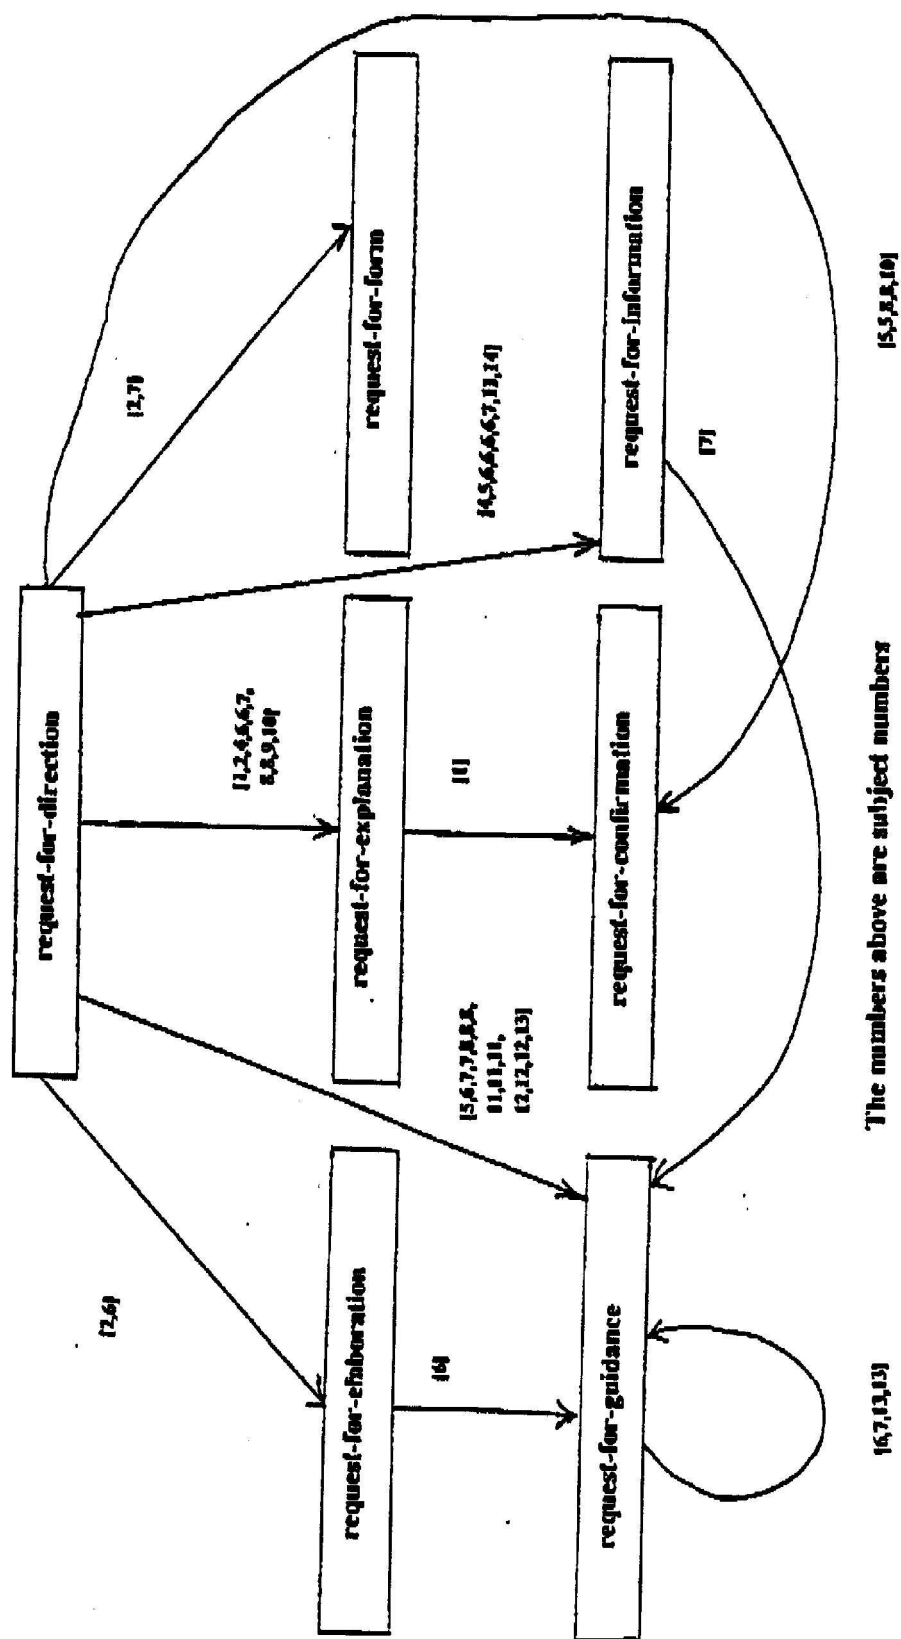 request-for-direction
[2,6]
[1,2,4,6,6,7,
8,8,9,10]
[2,7]
request-for-elaboration
request-for-explanation
request-for-form
[6]
[5,6,7,7,8,8,8,
11,11,11,
12,12,12,13]
[1]
[4,5,6,6,6,6,7,13,14]
request-for-guidance
request-for-confirmation
request-for-information
[7]
[6,7,13,13]
[5,5,8,8,10]
The numbers above are subject numbers